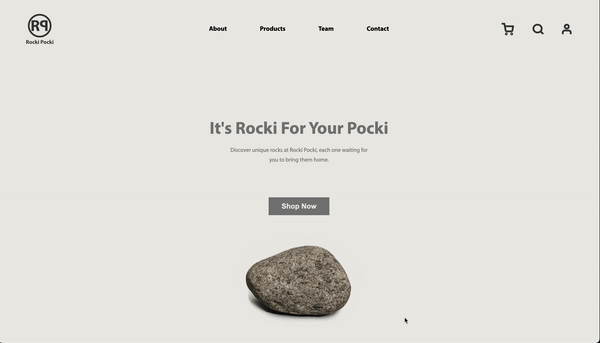 RP
Rocki Pocki
About
Products
Team
Contact
It's Rocki For Your Pocki
Discover unique rocks at Rocki Pocki, each one waiting for
you to bring them home.
Shop Now